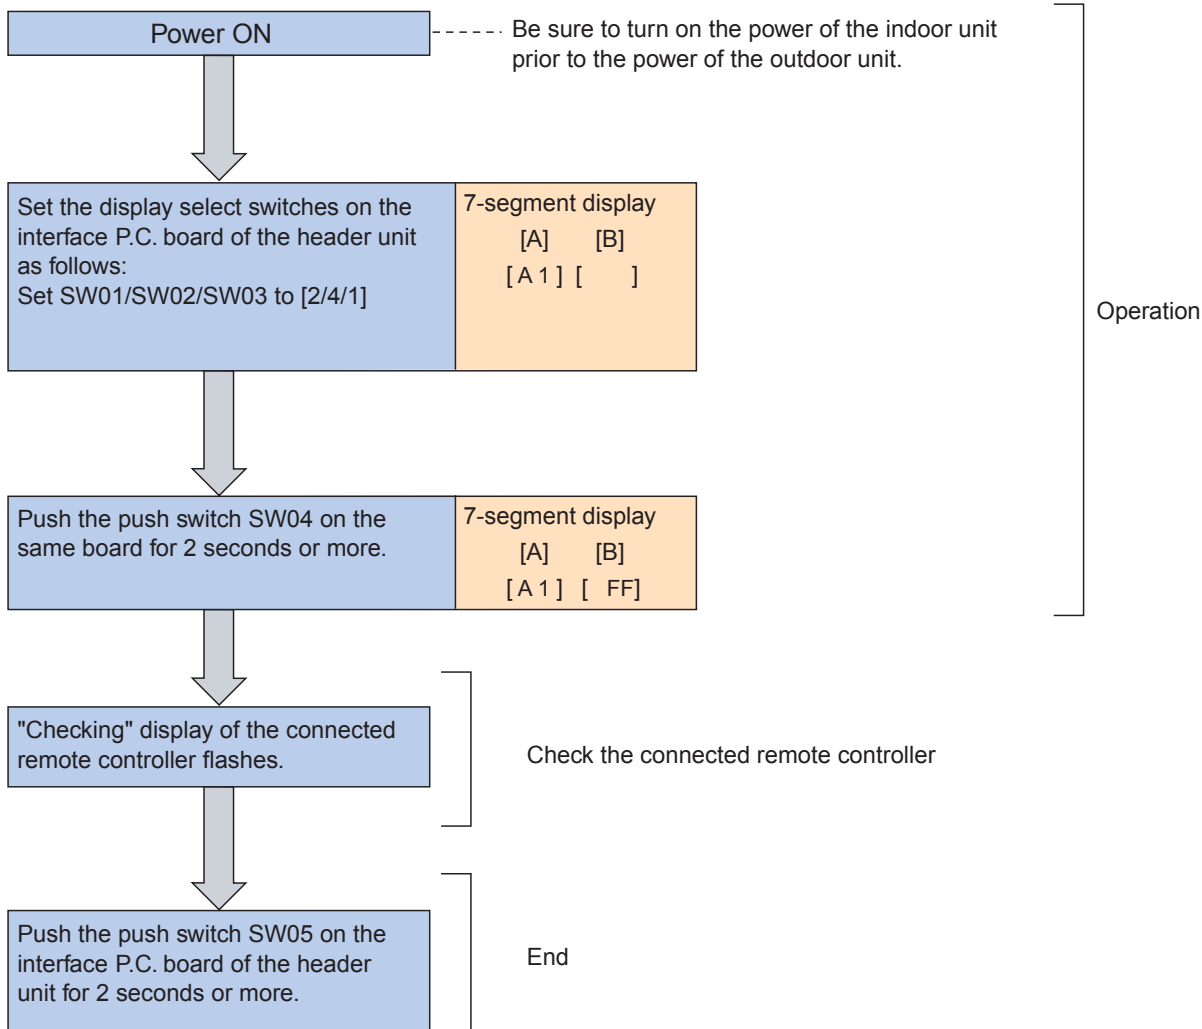 Power ON
Be sure to turn on the power of the indoor unit
prior to the power of the outdoor unit.
Set the display select switches on the
interface P.C. board of the header unit
as follows:
Set SW01/SW02/SW03 to [2/4/1]
7-segment display
[A] [B]
[ A 1 ] [ ]
Operation
Push the push switch SW04 on the
same board for 2 seconds or more.
7-segment display
[A] [B]
[ A 1 ] [ FF]
"Checking" display of the connected
remote controller flashes.
Check the connected remote controller
Push the push switch SW05 on the
interface P.C. board of the header
unit for 2 seconds or more.
End